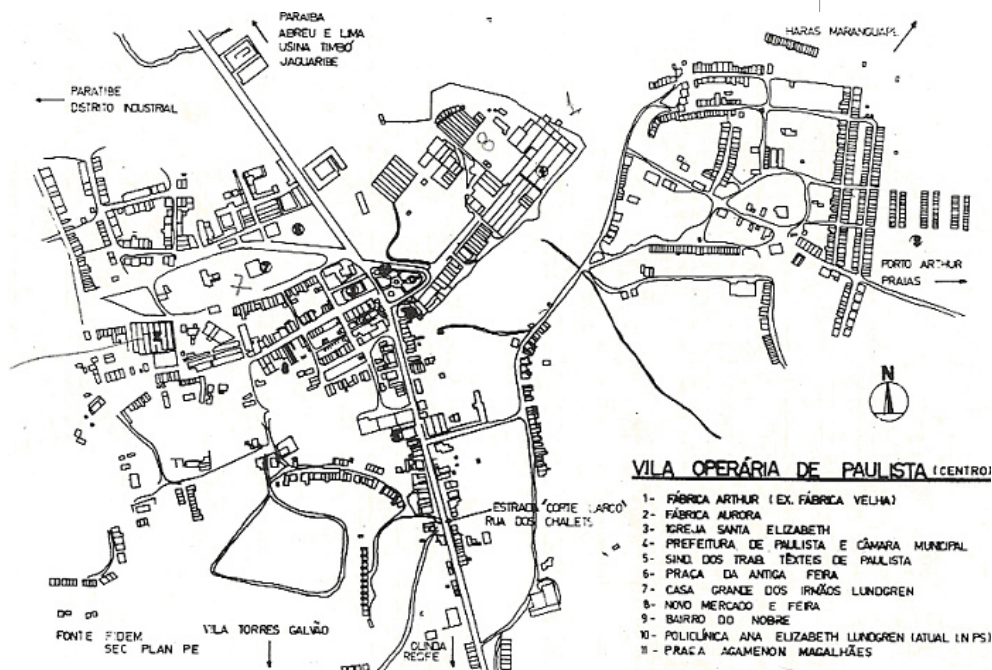 PARAIBA
ABREU E LIMA
USINA TIMBÓ
JAGUARIBE
HARAS MARANGUAPE
PARATIBE
DISTRITO INDUSTRIAL
PORTO ARTHUR
PRAIAS
N
ESTRADA "CORTE LARGO"
RUA DOS CHALETS
FONTE FIDEM
SEC PLAN PE
VILA TORRES GALVÃO
OLINDA
RECIFE
VILA OPERÁRIA DE PAULISTA (CENTRO)
1- FÁBRICA ARTHUR (EX. FÁBRICA VELHA)
2- FÁBRICA AURORA
3- IGREJA SANTA ELIZABETH
4- PREFEITURA DE PAULISTA E CÂMARA MUNICIPAL
5- SIND. DOS TRAB. TÊXTEIS DE PAULISTA
6- PRAÇA DA ANTIGA FEIRA
7- CASA GRANDE DOS IRMÃOS LUNDGREN
8- NOVO MERCADO E FEIRA
9- BAIRRO DO NOBRE
10- POLICLÍNICA ANA ELIZABETH LUNDGREN (ATUAL INPS)
11- PRAÇA AGAMENON MAGALHÃES